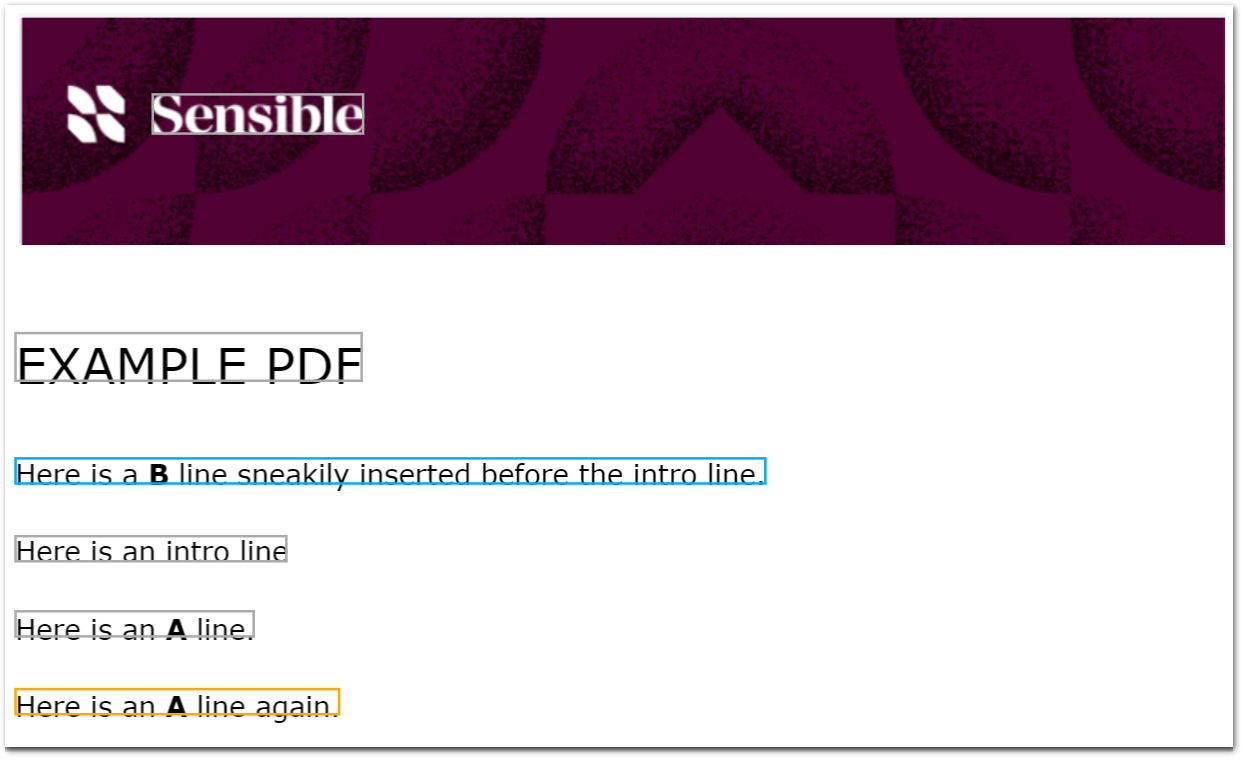 Sensible
EXAMPLE PDF
Here is a B line sneakily inserted before the intro line.
Here is an intro line
Here is an A line.
Here is an A line again.